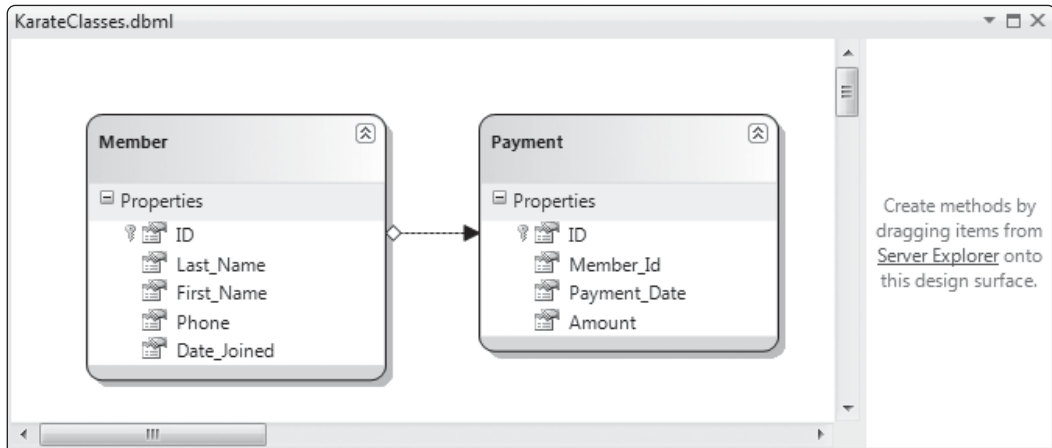 KarateClasses.dbml
Member
Properties
ID
Last_Name
First_Name
Phone
Date_Joined
Payment
Properties
ID
Member_Id
Payment_Date
Amount
Create methods by
dragging items from
Server Explorer onto
this design surface.